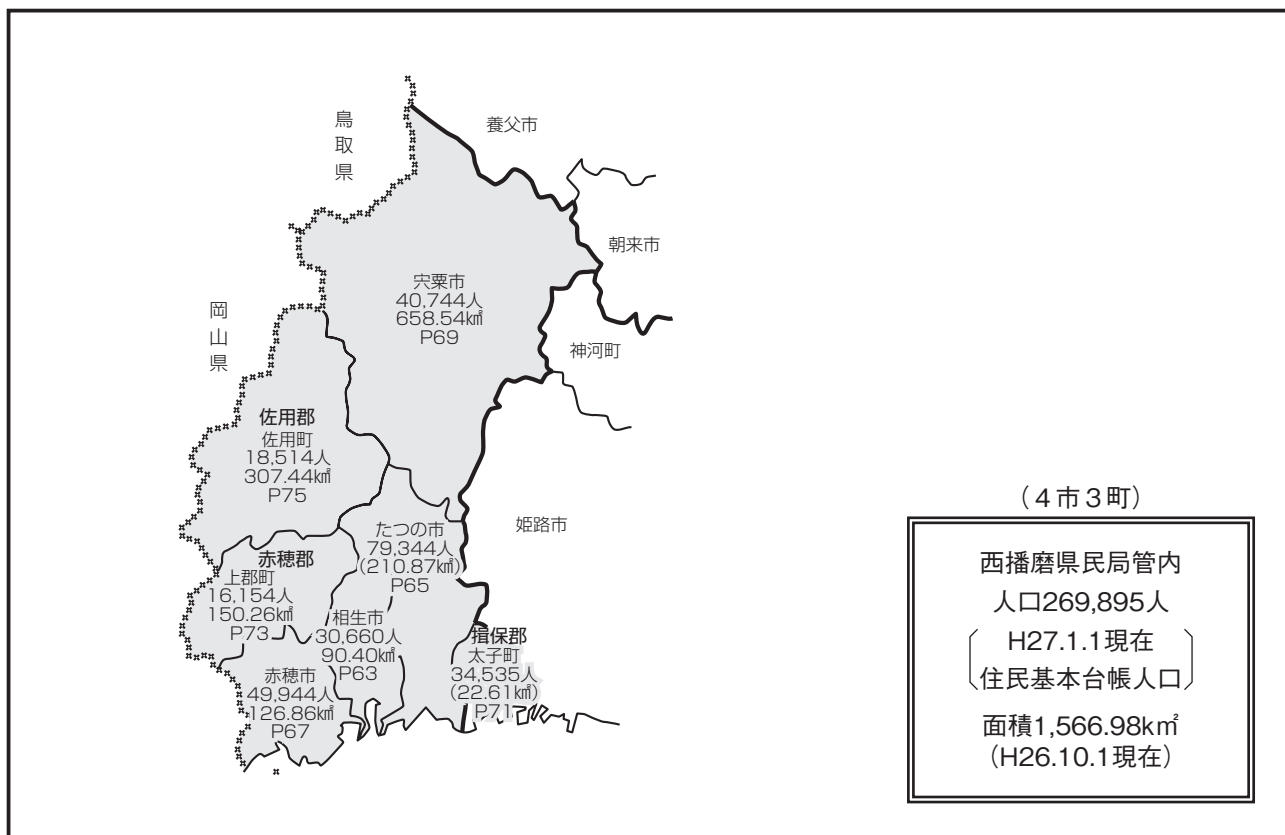 鳥取県
養父市
朝来市
宍粟市
40,744人
658.54㎢
P69
岡山県
神河町
佐用郡
佐用町
18,514人
307.44㎢
P75
姫路市
たつの市
79,344人
(210.87㎢)
P65
赤穂郡
上郡町
16,154人
150.26㎢
P73
相生市
30,660人
90.40㎢
P63
揖保郡
太子町
34,535人
(22.61㎢)
P71
赤穂市
49,944人
126.86㎢
P67
(4市3町)
西播磨県民局管内
人口269,895人
H27.1.1現在
住民基本台帳人口
面積1,566.98k㎡
(H26.10.1現在)